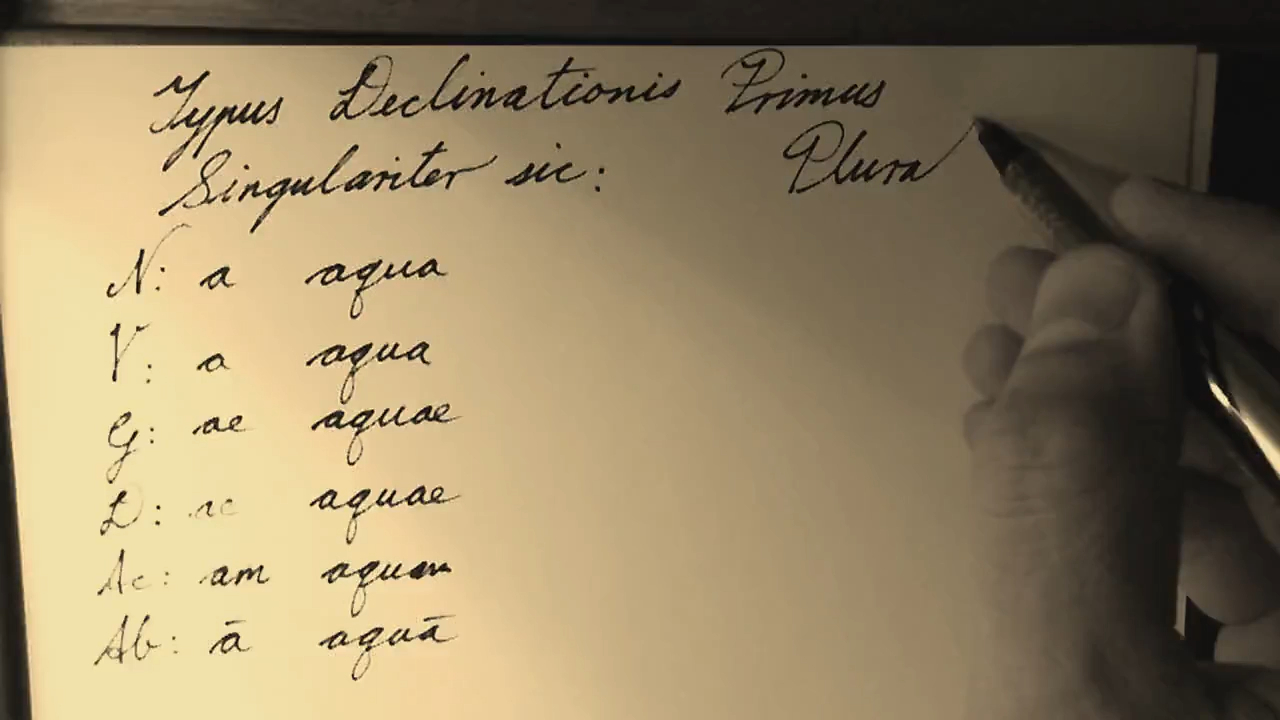 Typus Declinationis Primus
Singulariter sic: Plura
N: a aqua
V: a aqua
G: ae aquae
D: ae aquae
Ac: am aquam
Ab: ā aquā